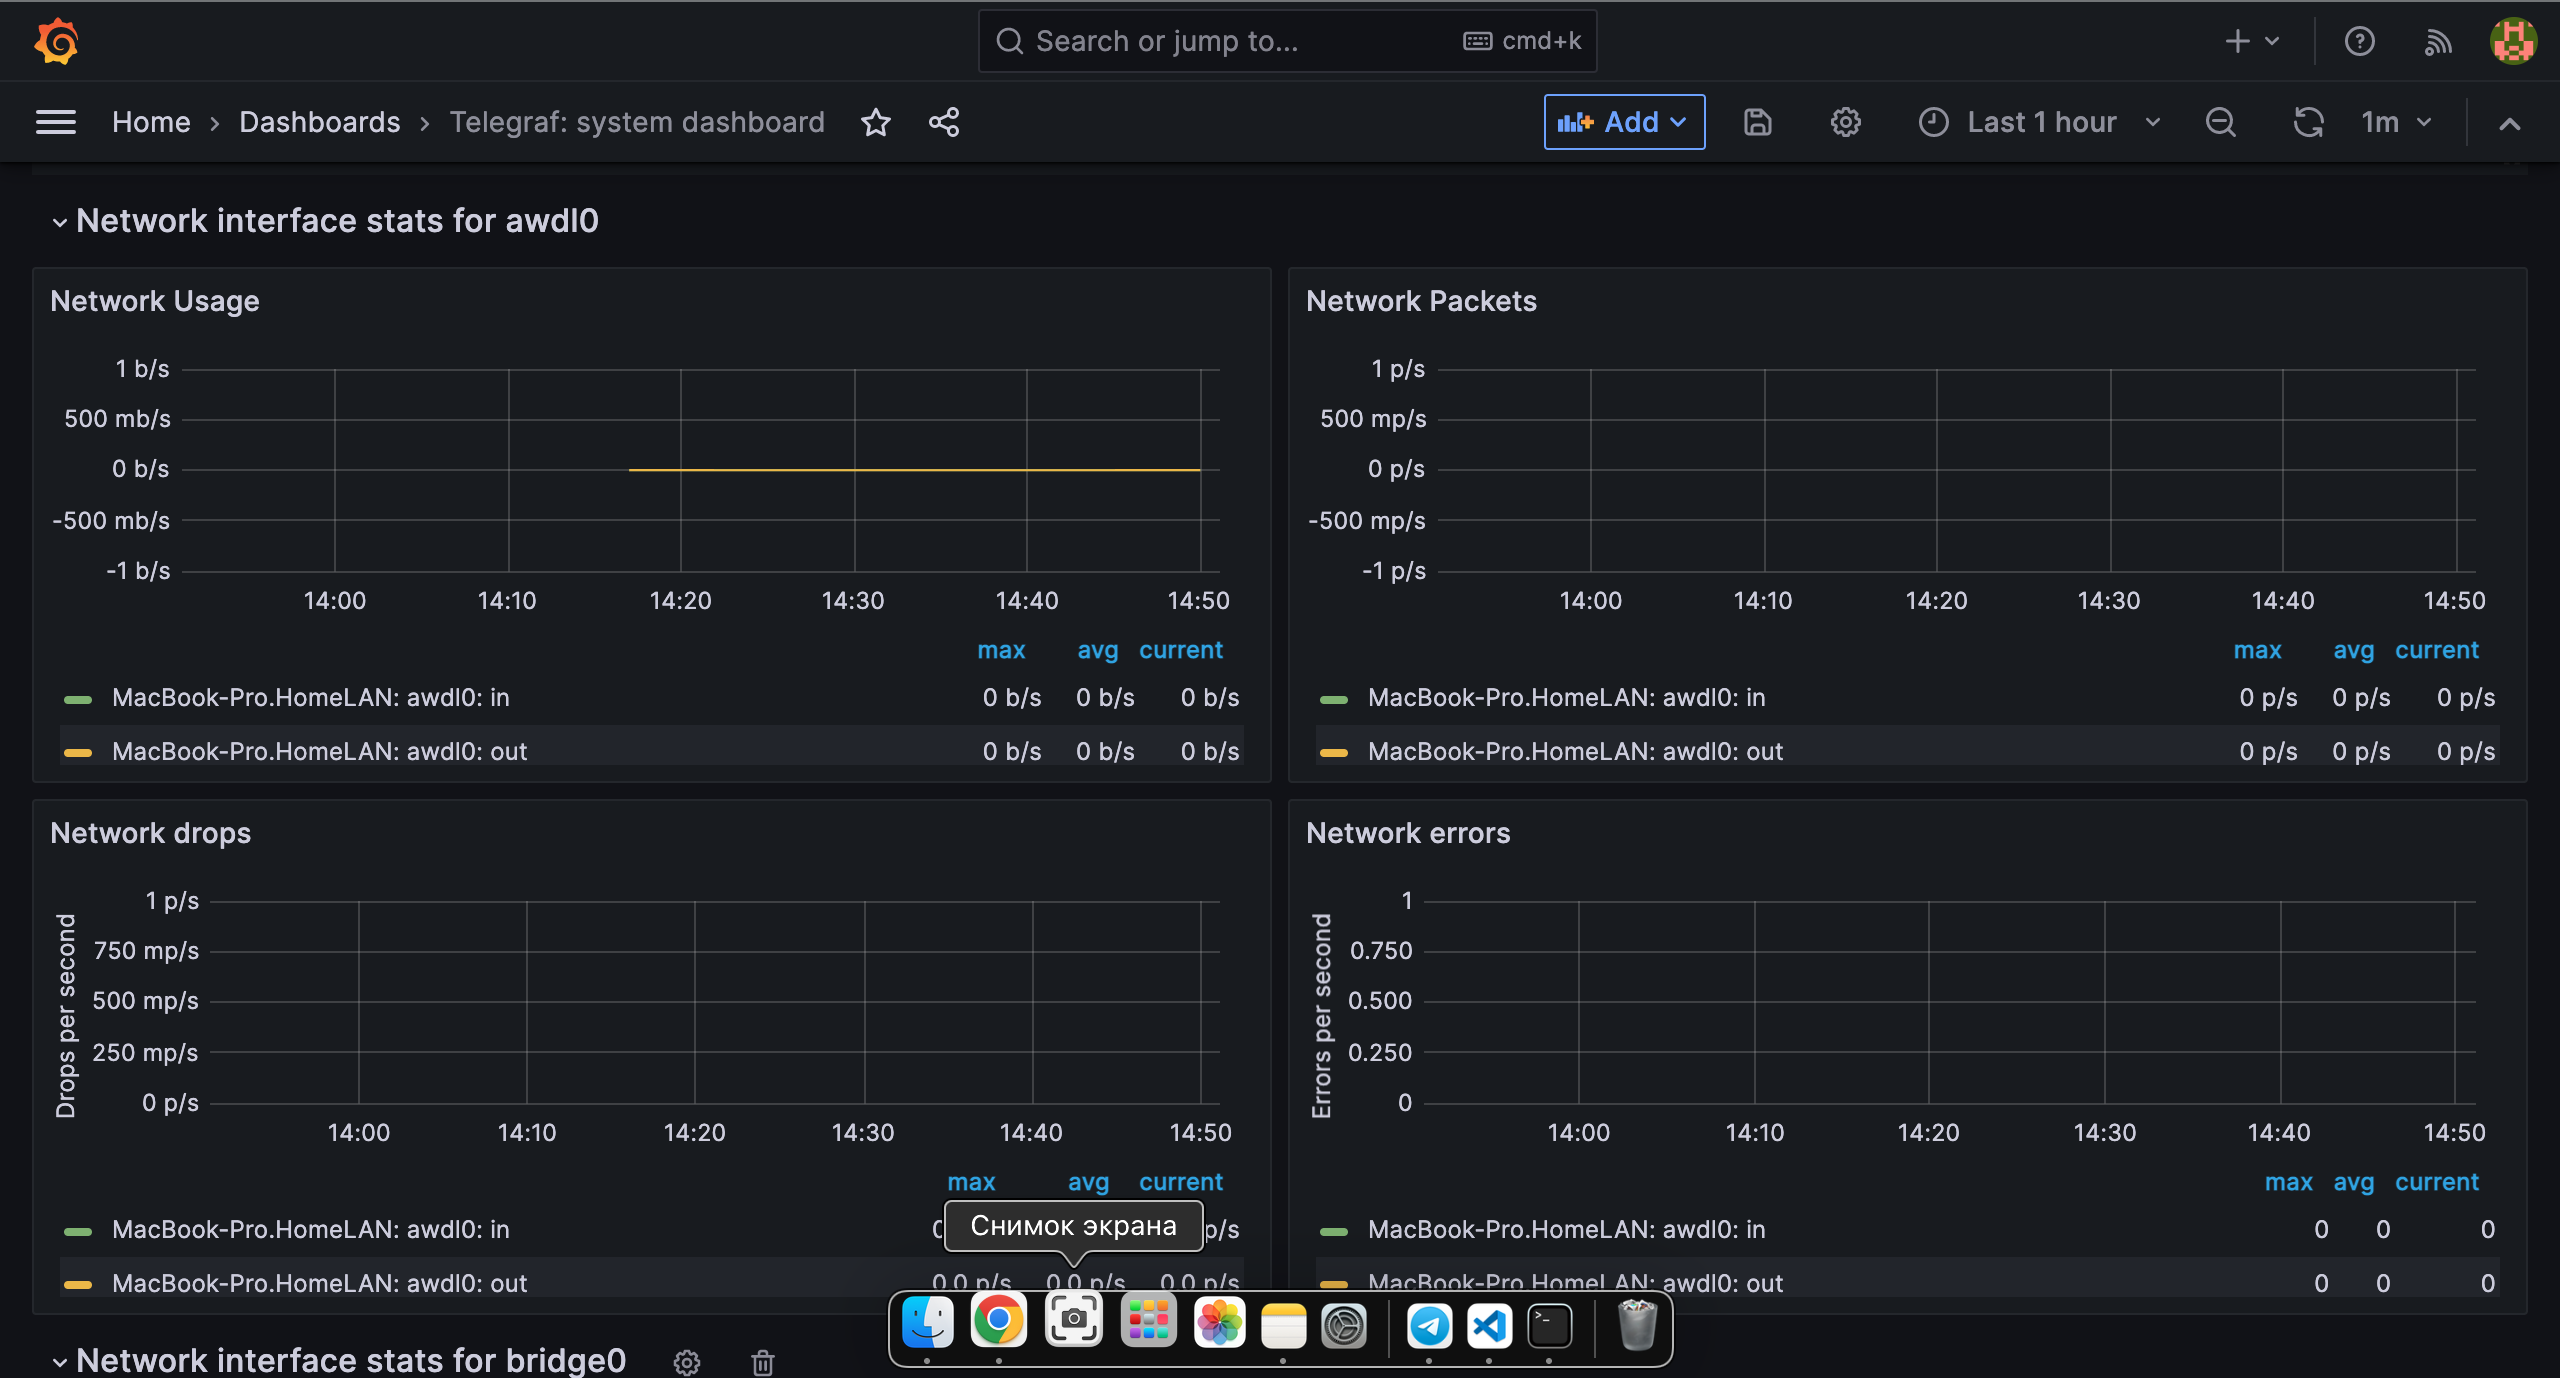 Search or jump to...
cmd+k
Home
Dashboards
Telegraf: system dashboard
Add
Last 1 hour
1m
Network interface stats for awdl0
Network Usage
1 b/s
500 mb/s
0 b/s
-500 mb/s
-1 b/s
14:00 14:10 14:20 14:30 14:40 14:50
max avg current
MacBook-Pro.HomeLAN: awdl0: in 0 b/s 0 b/s 0 b/s
MacBook-Pro.HomeLAN: awdl0: out 0 b/s 0 b/s 0 b/s
Network Packets
1 p/s
500 mp/s
0 p/s
-500 mp/s
-1 p/s
14:00 14:10 14:20 14:30 14:40 14:50
max avg current
MacBook-Pro.HomeLAN: awdl0: in 0 p/s 0 p/s 0 p/s
MacBook-Pro.HomeLAN: awdl0: out 0 p/s 0 p/s 0 p/s
Network drops
Drops per second
1 p/s
750 mp/s
500 mp/s
250 mp/s
0 p/s
14:00 14:10 14:20 14:30 14:40 14:50
max avg current
MacBook-Pro.HomeLAN: awdl0: in p/s
Снимок экрана
MacBook-Pro.HomeLAN: awdl0: out 0.0 p/s 0.0 p/s 0.0 p/s
Network errors
Errors per second
1
0.750
0.500
0.250
0
14:00 14:10 14:20 14:30 14:40 14:50
max avg current
MacBook-Pro.HomeLAN: awdl0: in 0 0 0
MacBook-Pro.HomeLAN: awdl0: out 0 0 0
Network interface stats for bridge0